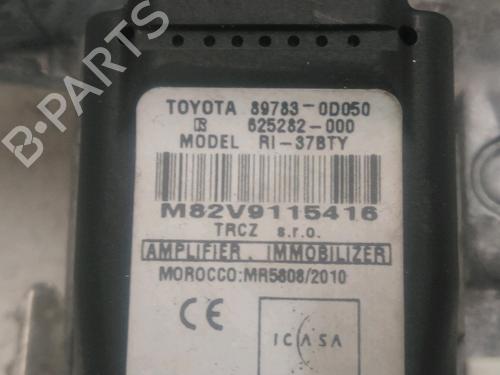 TOYOTA 89783-0D050
R 625282-000
MODEL RI-37BTY
M82V9115416
TRCZ s.r.o.
AMPLIFIER, IMMOBILIZER
MOROCCO:MR5808/2010
CE
ICASA
B-PARTS